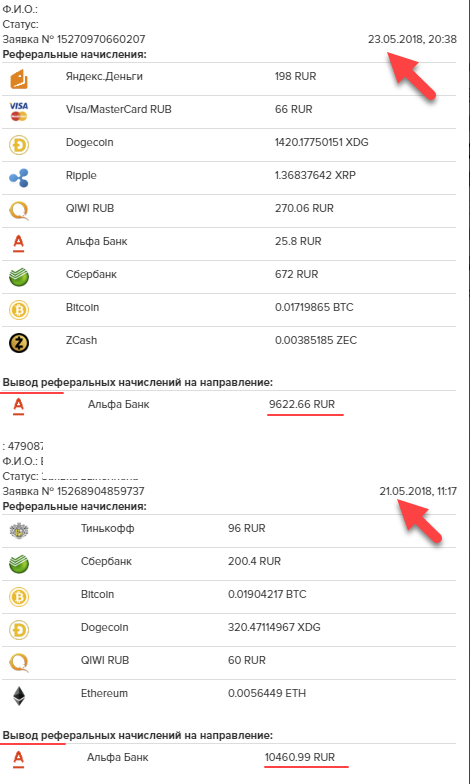 Ф.И.О.:
Статус:
Заявка № 15270970660207 23.05.2018, 20:38
Реферальные начисления:
Яндекс.Деньги 198 RUR
VISA Visa/MasterCard RUB 66 RUR
Dogecoin 1420.17750151 XDG
Ripple 1.36837642 XRP
QIWI RUB 270.06 RUR
Альфа Банк 25.8 RUR
Сбербанк 672 RUR
Bitcoin 0.01719865 BTC
ZCash 0.00385185 ZEC
Вывод реферальных начислений на направление:
Альфа Банк 9622.66 RUR
: 479087
Ф.И.О.:
Статус:
Заявка № 15268904859737 21.05.2018, 11:17
Реферальные начисления:
Тинькофф 96 RUR
Сбербанк 200.4 RUR
Bitcoin 0.01904217 BTC
Dogecoin 320.47114967 XDG
QIWI RUB 60 RUR
Ethereum 0.0056449 ETH
Вывод реферальных начислений на направление:
Альфа Банк 10460.99 RUR